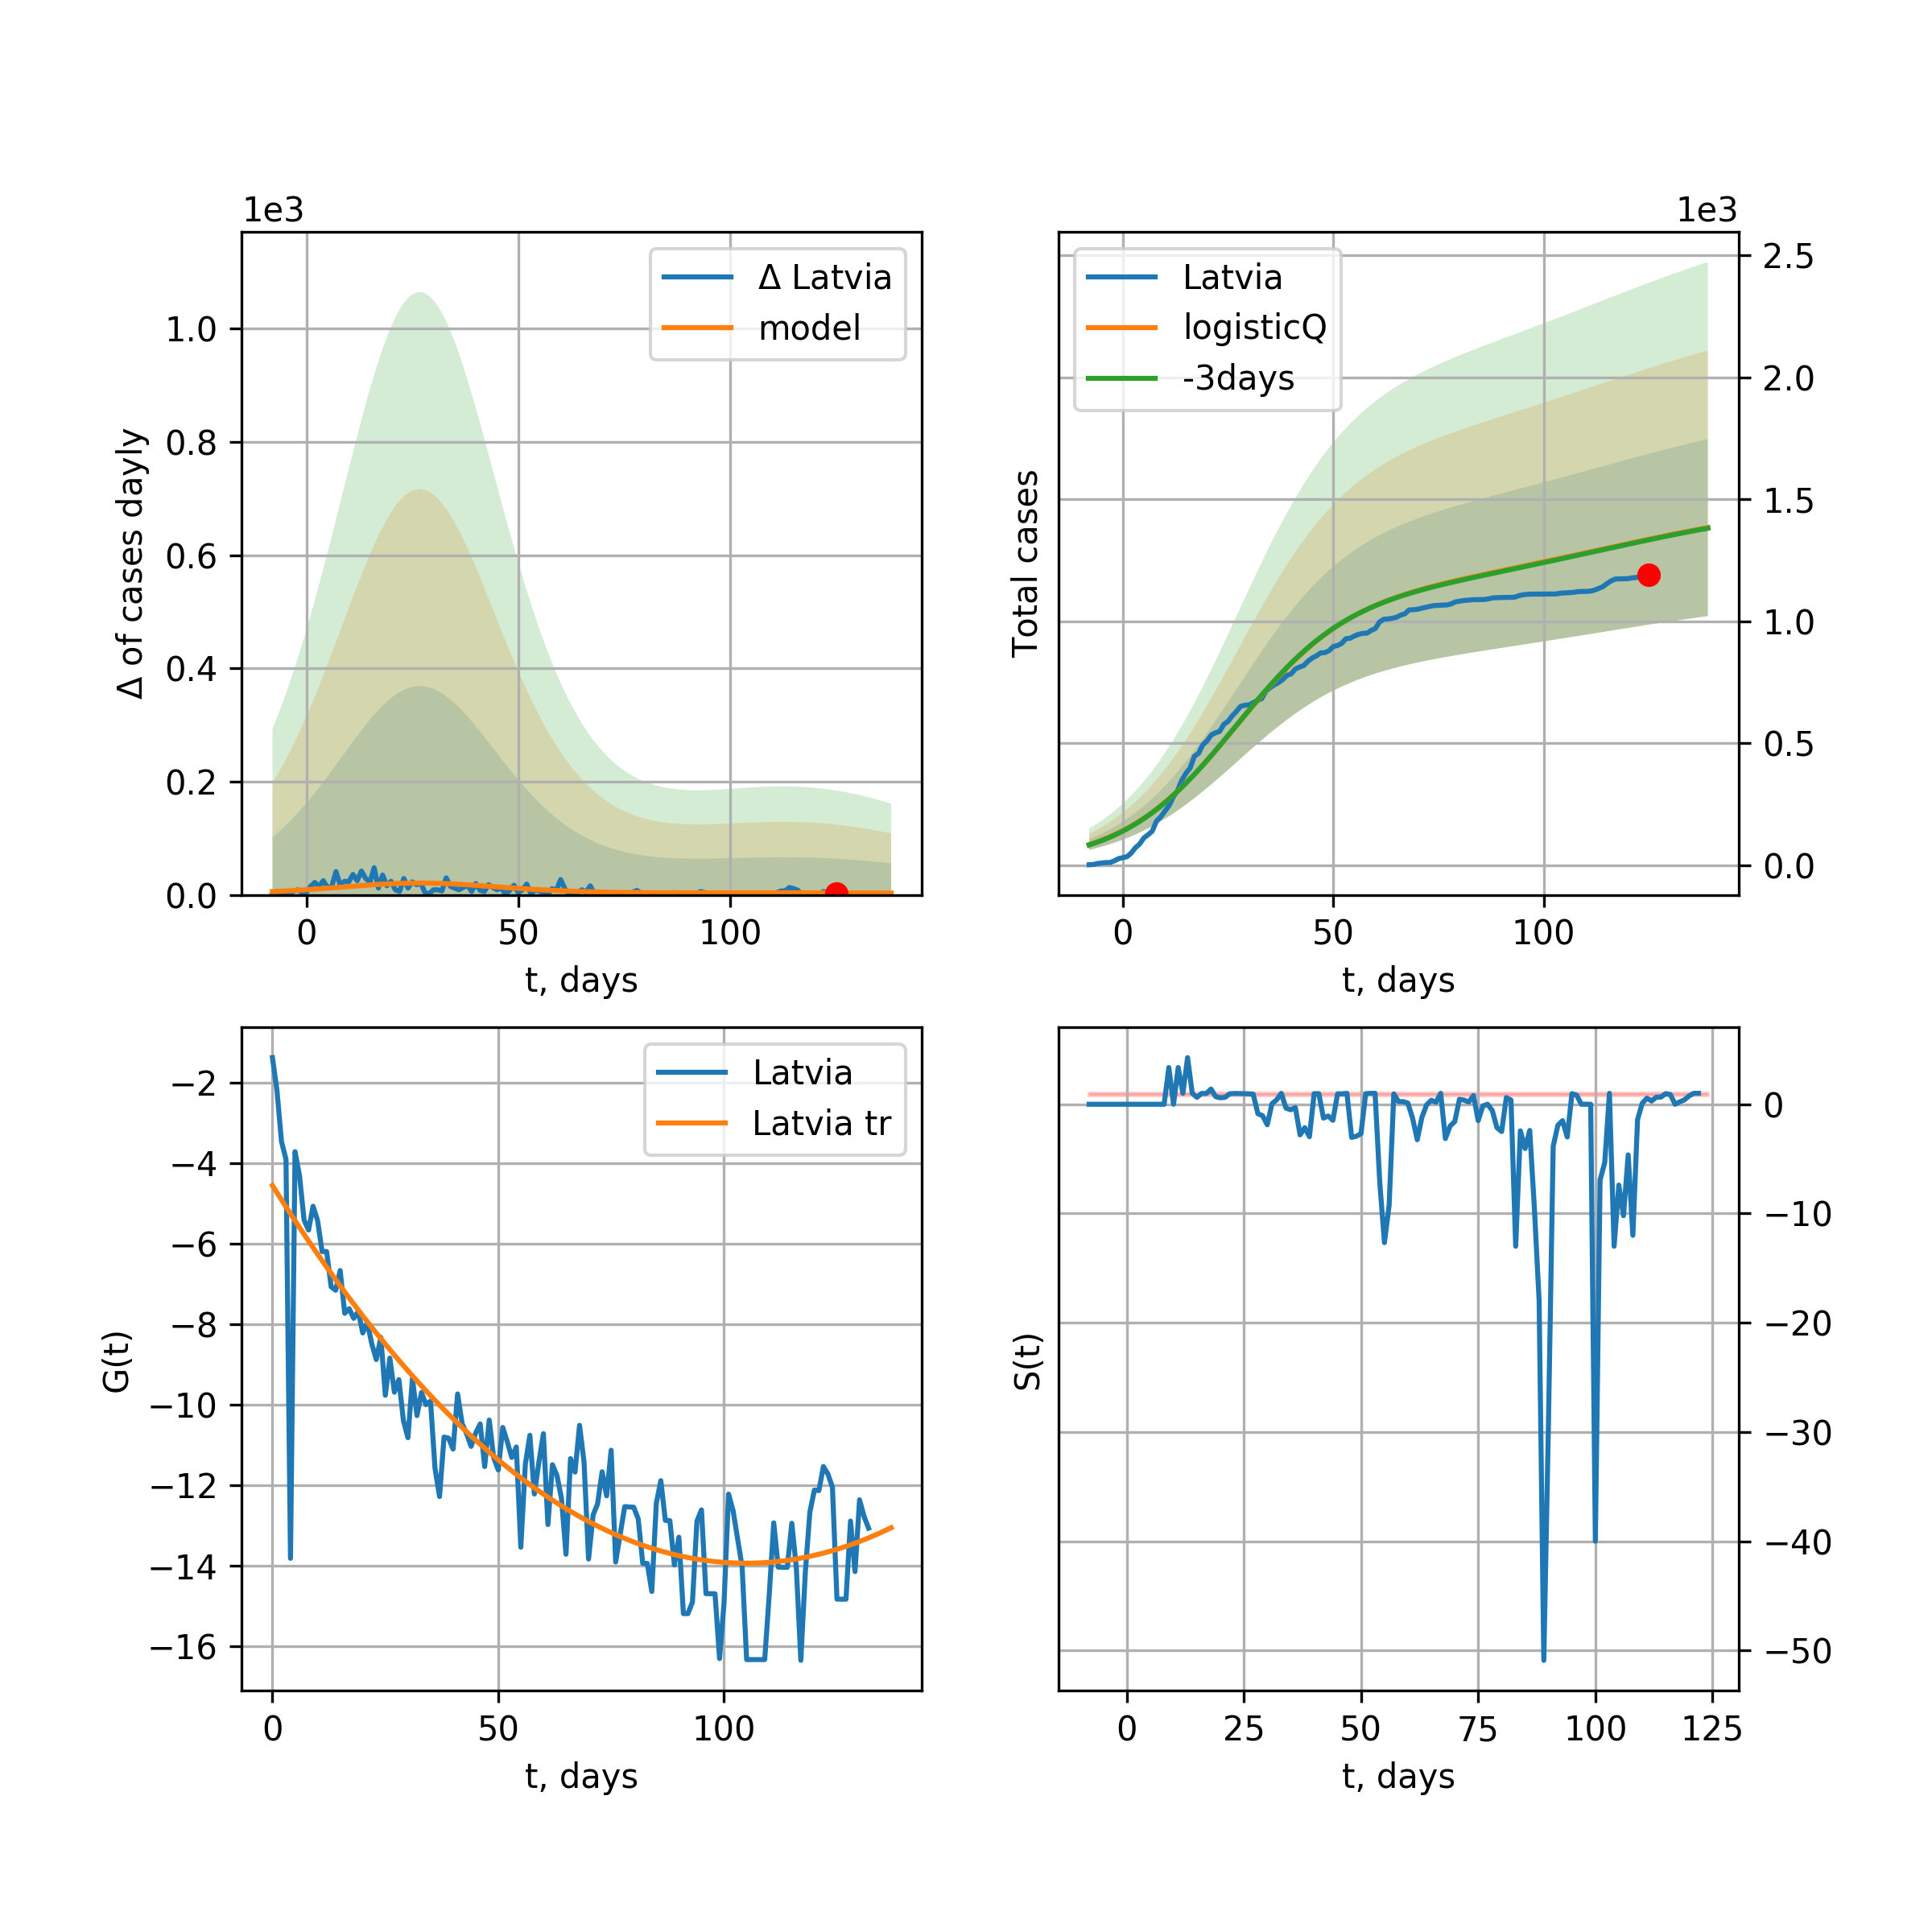 1e3
Δ Latvia
model
1.0
0.8
0.6
0.4
0.2
0.0
Δ of cases dayly
0 50 100
t, days
1e3
Latvia
logisticQ
-3days
2.5
2.0
1.5
1.0
0.5
0.0
Total cases
0 50 100
t, days
Latvia
Latvia tr
−2
−4
−6
−8
−10
−12
−14
−16
G(t)
0 50 100
t, days
0
−10
−20
−30
−40
−50
S(t)
0 25 50 75 100 125
t, days